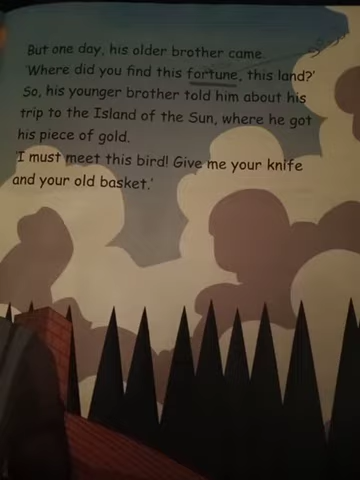 But one day, his older brother came.
'Where did you find this fortune, this land?'
So, his younger brother told him about his
trip to the Island of the Sun, where he got
his piece of gold.
'I must meet this bird! Give me your knife
and your old basket.'